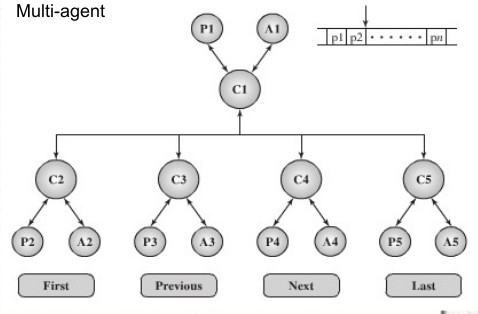 Multi-agent
P1 A1
p1 p2 • • • • • • pn
C1
C2 C3 C4 C5
P2 A2 P3 A3 P4 A4 P5 A5
First Previous Next Last